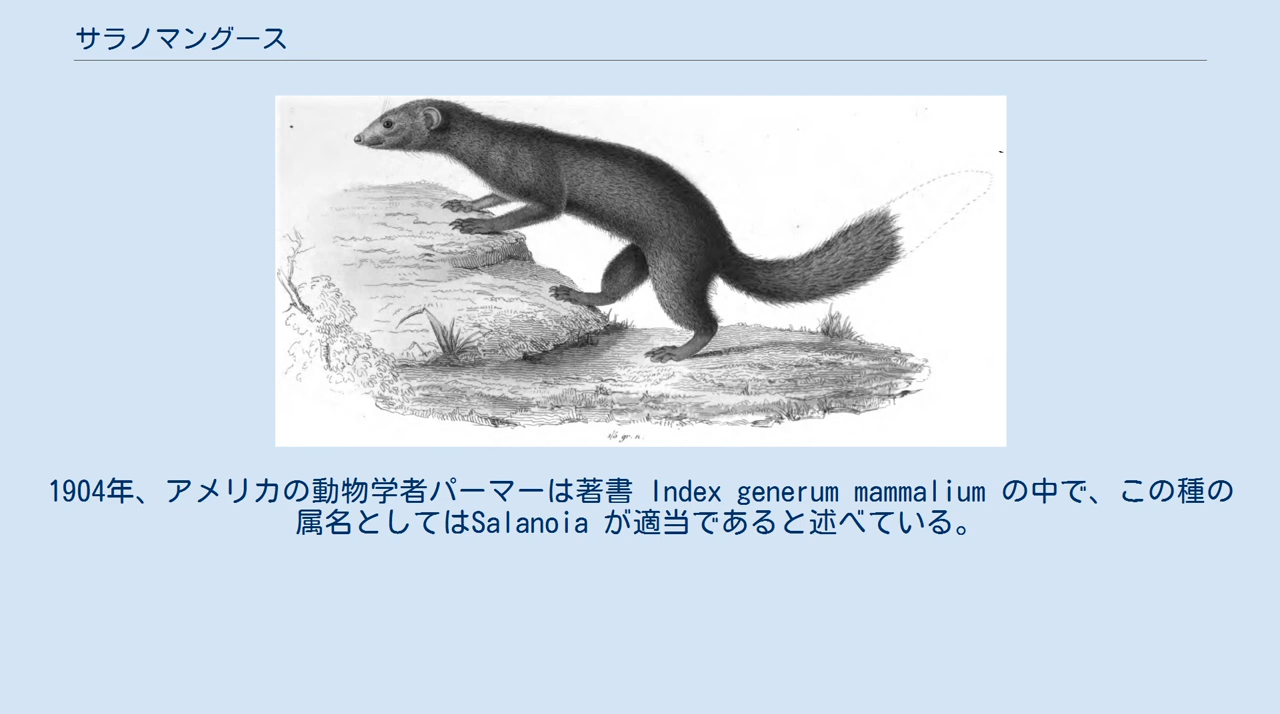 サラノマングース
1904年、アメリカの動物学者パーマーは著書 Index generum mammalium の中で、この種の
属名としてはSalanoia が適当であると述べている。